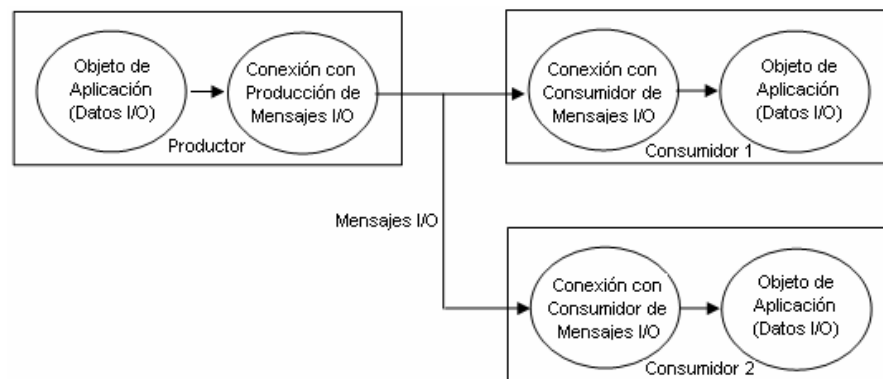 Objeto de
Aplicación
(Datos I/O)
Conexión con
Producción de
Mensajes I/O
Productor
Conexión con
Consumidor de
Mensajes I/O
Objeto de
Aplicación
(Datos I/O)
Consumidor 1
Mensajes I/O
Conexión con
Consumidor de
Mensajes I/O
Objeto de
Aplicación
(Datos I/O)
Consumidor 2